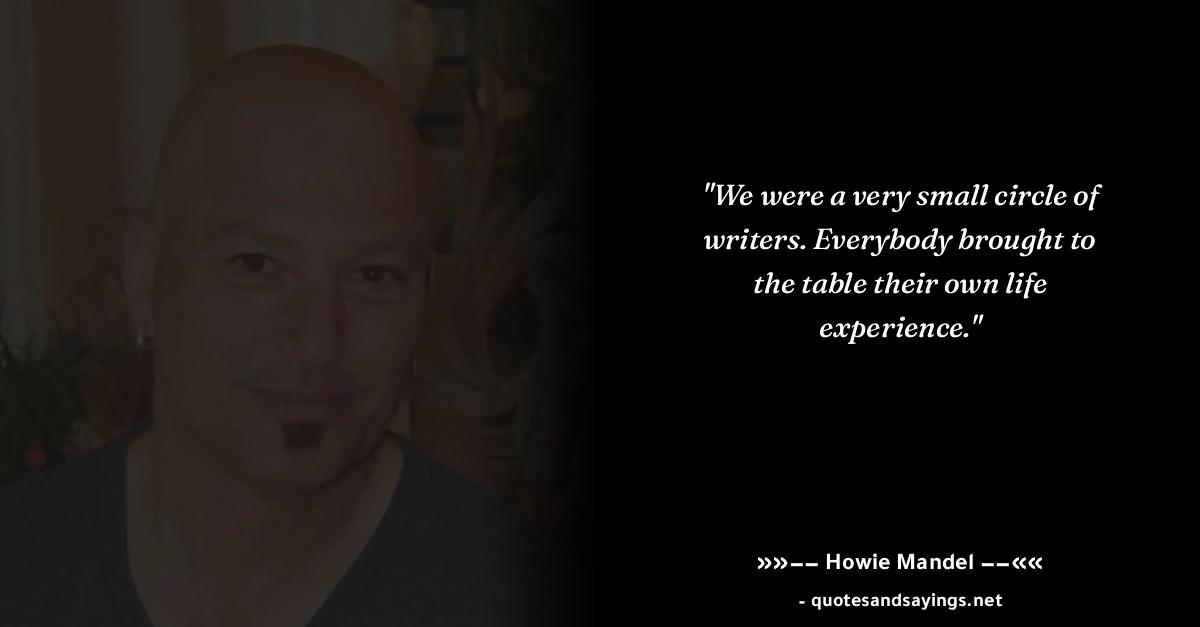 "We were a very small circle of
writers. Everybody brought to
the table their own life
experience."
»»−− Howie Mandel −−««
- quotesandsayings.net